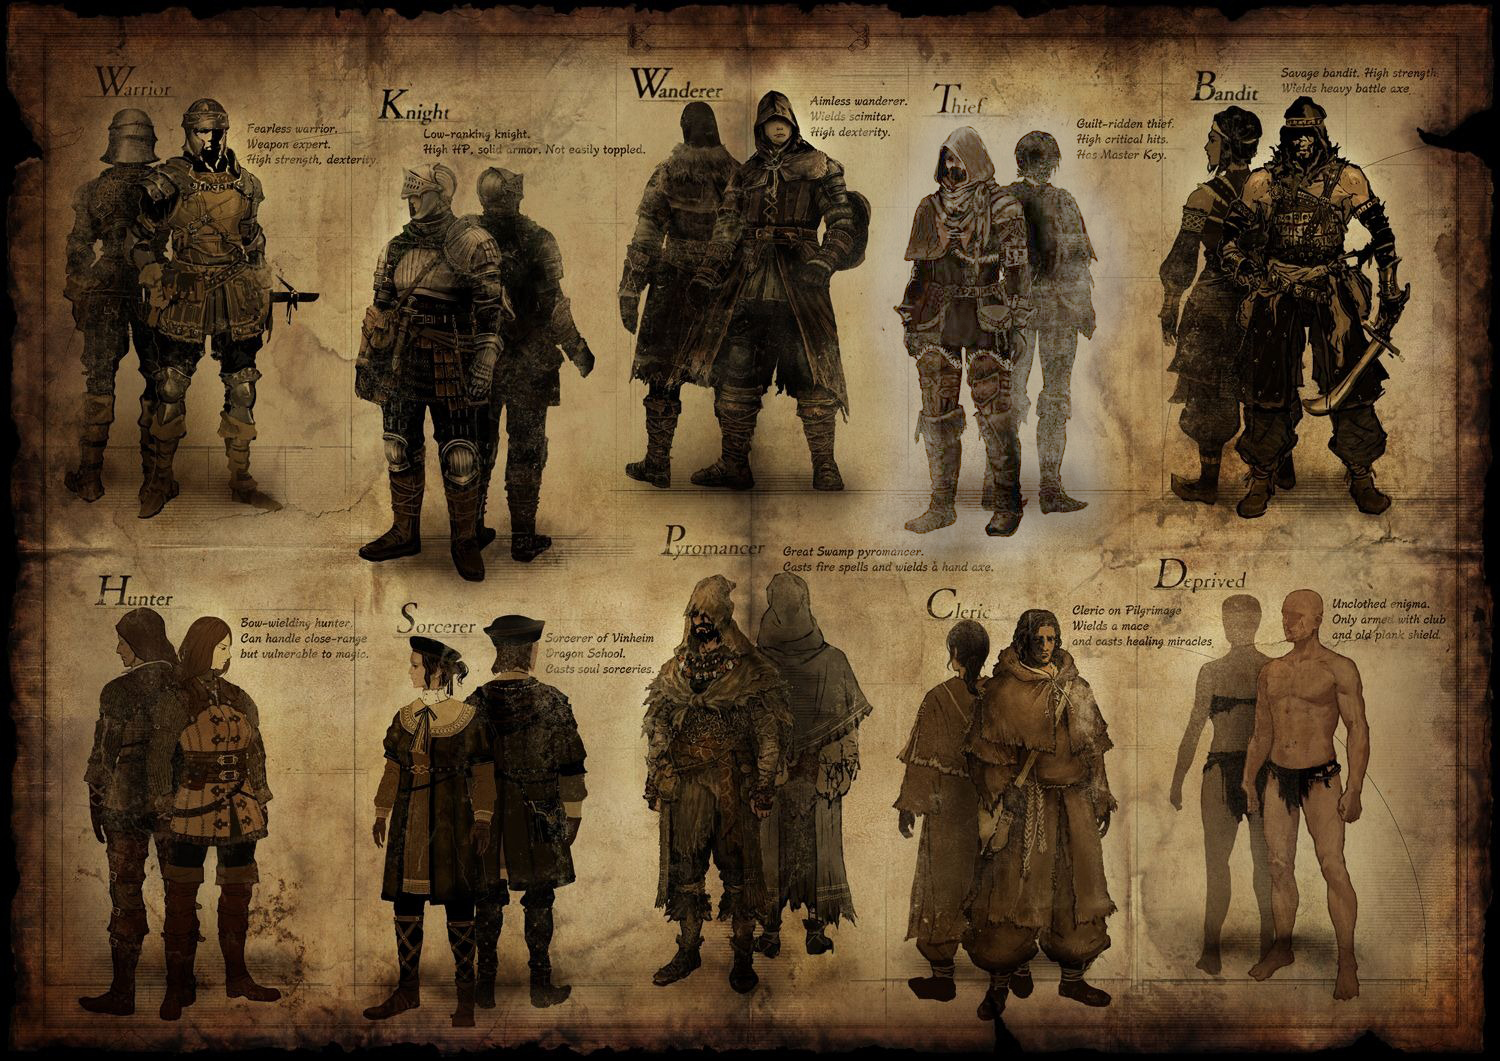 Warrior
Fearless warrior.
Weapon expert.
High strength, dexterity.
Knight
Low-ranking knight.
High HP, solid armor. Not easily toppled.
Wanderer
Aimless wanderer.
Wields scimitar.
High dexterity.
Thief
Guilt-ridden thief.
High critical hits.
Has Master Key.
Bandit
Savage bandit. High strength.
Wields heavy battle axe
Hunter
Bow-wielding hunter,
Can handle close-range
but vulnerable to magic.
Sorcerer
Sorcerer of Vinheim
Dragon School.
Casts soul sorceries.
Pyromancer
Great Swamp pyromancer.
Casts fire spells and wields a hand axe.
Cleric
Cleric on Pilgrimage
Wields a mace
and casts healing miracles
Deprived
Unclothed enigma.
Only armed with club
and old plank shield.